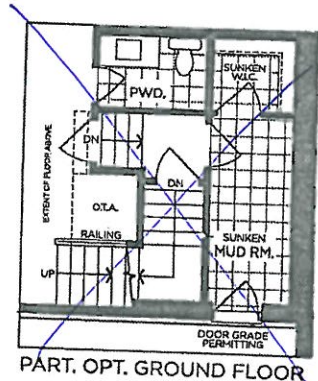 SUNKEN
W.I.C.
PWD.
DN
EXTENT OF FLOOR ABOVE
DN
O.T.A.
RAILING
SUNKEN
MUD RM.
UP
DOOR GRADE
PERMITTING
PART. OPT. GROUND FLOOR